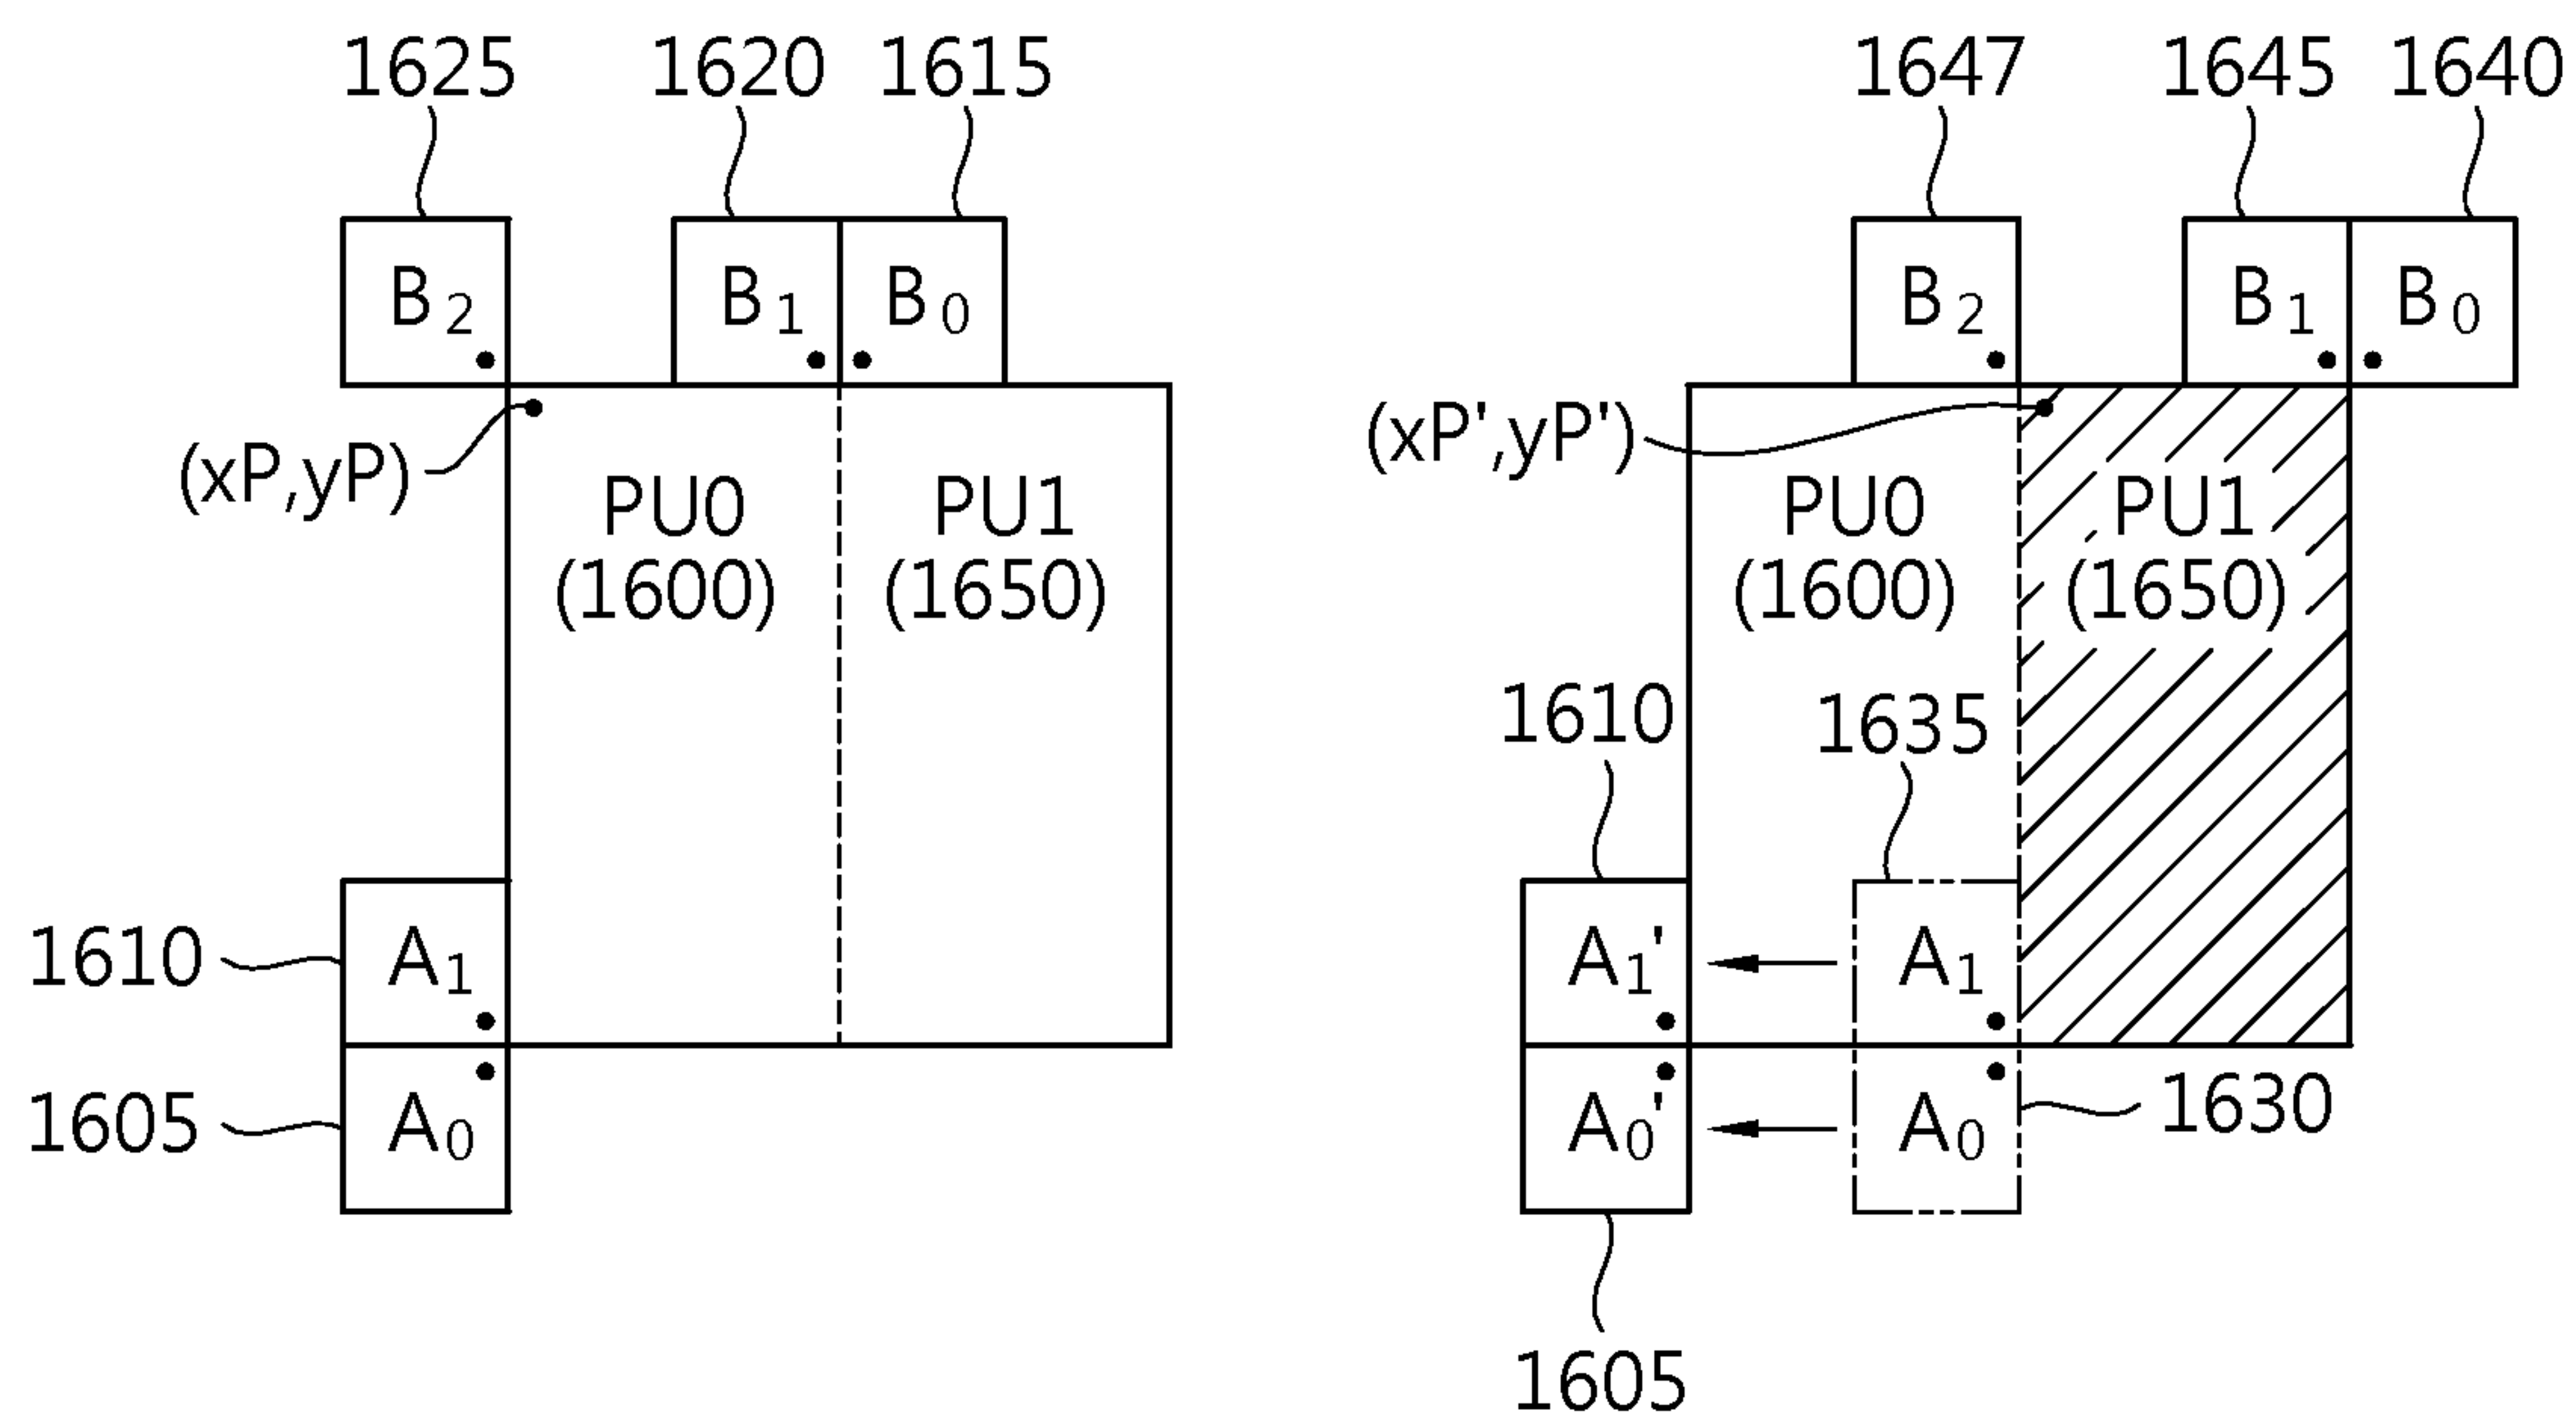 1625 1620 1615
B2 B1 B0
(xP,yP)
PU0 PU1
(1600) (1650)
1610 A1
1605 A0
1647 1645 1640
B2 B1 B0
(xP',yP')
PU0 PU1
(1600) (1650)
1610 1635
A1' A1
A0' A0 1630
1605